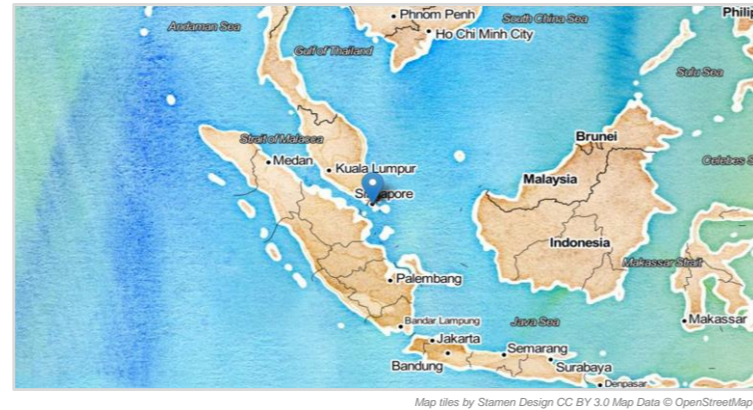 Phnom Penh
South China Sea
Andaman Sea
Gulf of Thailand
Ho Chi Minh City
Sulu Sea
Strait of Malacca
Brunei
Medan
Kuala Lumpur
Celebes S
Malaysia
Indonesia
Makassar Strait
Palembang
Bandar Lampung
Java Sea
Makassar
Jakarta
Semarang
Bandung
Surabaya
Denpasar
Map tiles by Stamen Design CC BY 3.0 Map Data © OpenStreetMap